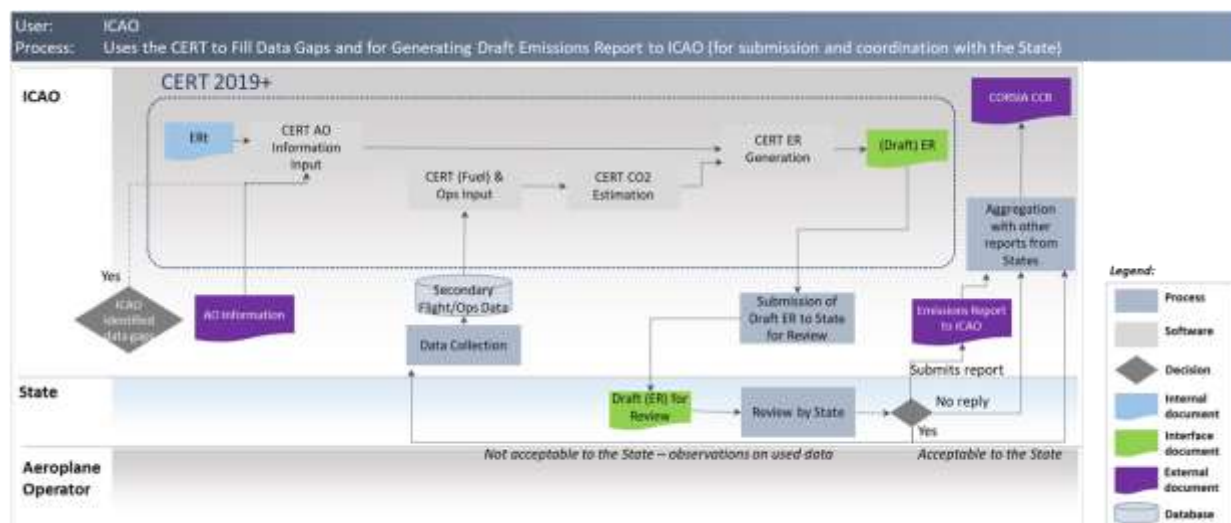 User: ICAO
Process: Uses the CERT to Fill Data Gaps and for Generating Draft Emissions Report to ICAO (for submission and coordination with the State)
ICAO
CERT 2019+
CORSIA CCR
ERt
CERT AO
Information
Input
CERT ER
Generation
(Draft) ER
CERT (Fuel) &
Ops Input
CERT CO2
Estimation
Aggregation
with other
reports from
States
Yes
ICAO
identified
data gaps
AO Information
Secondary
Flight/Ops Data
Data Collection
Submission of
Draft ER to State
for Review
Emissions Report
to ICAO
Submits report
State
Draft (ER) for
Review
Review by State
No reply
Yes
Not acceptable to the State – observations on used data
Acceptable to the State
Aeroplane
Operator
Legend:
Process
Software
Decision
Internal
document
Interface
document
External
document
Database